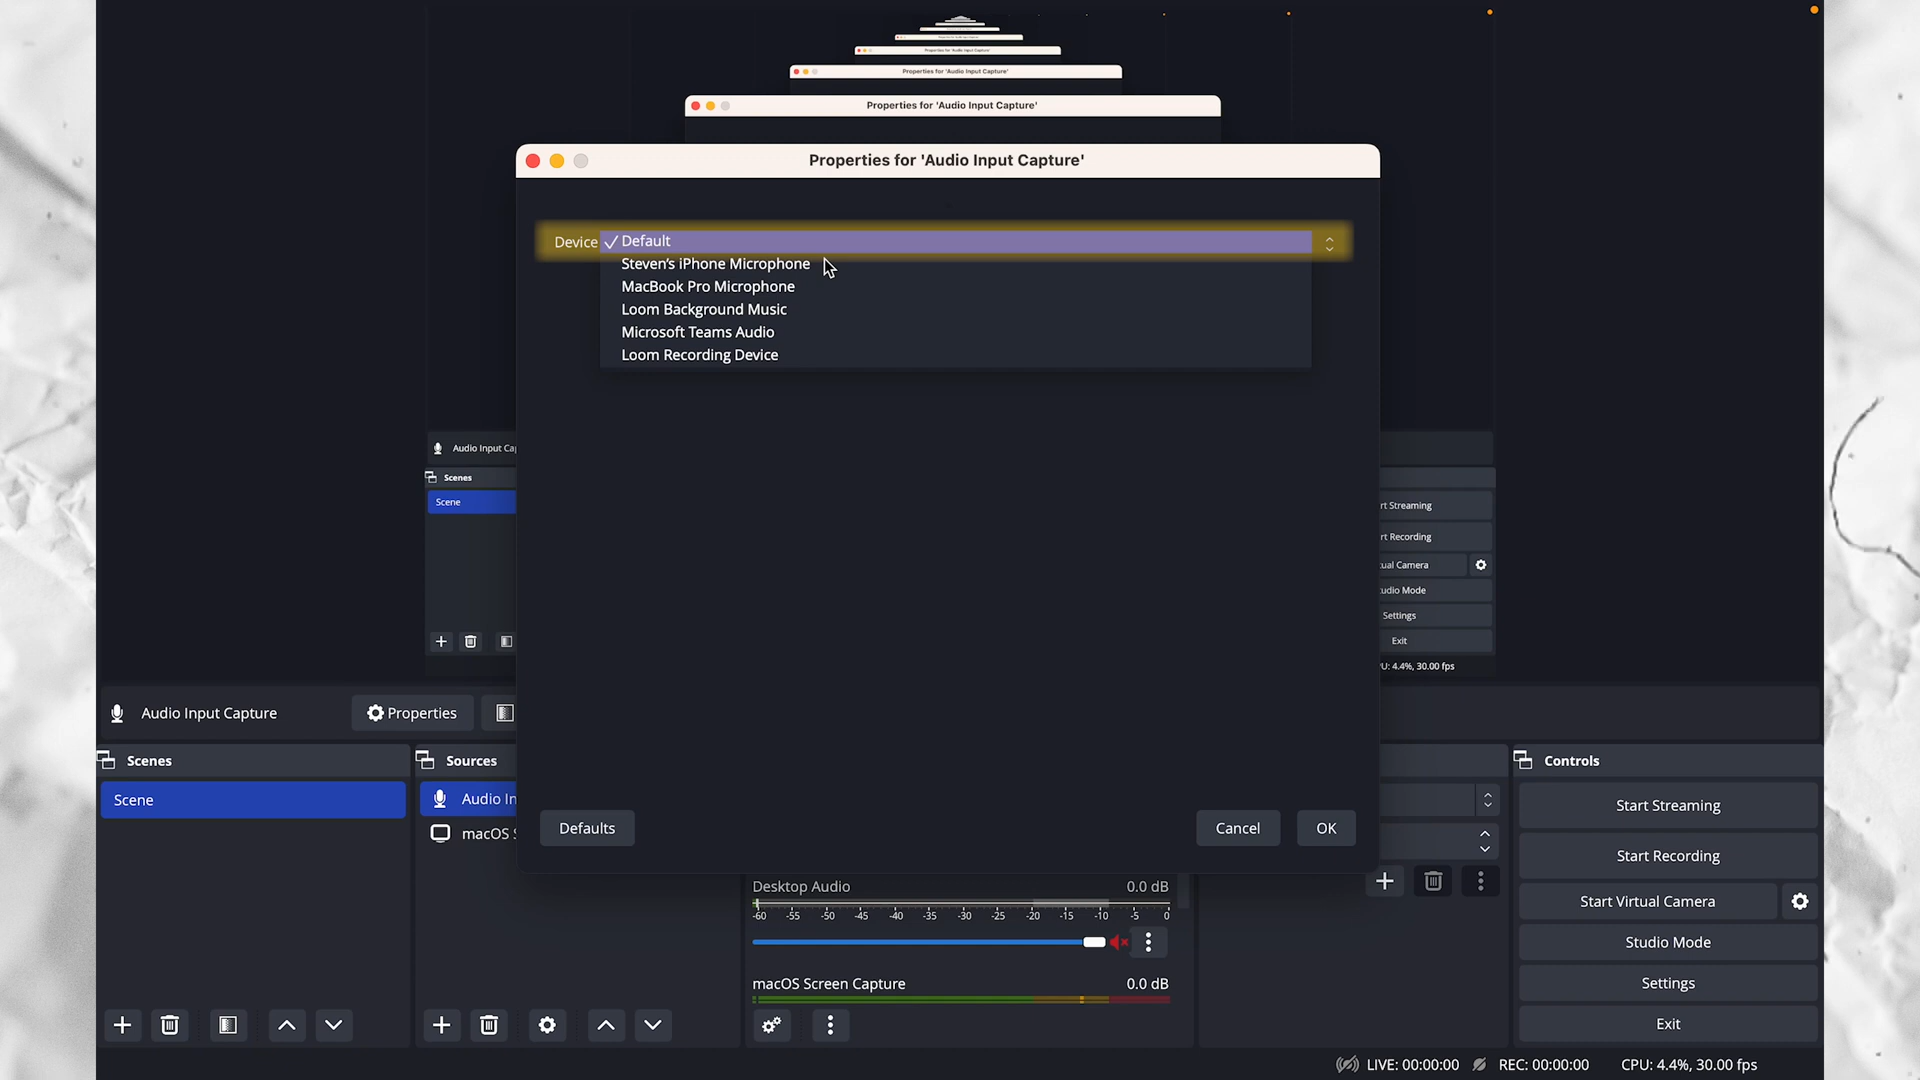 Properties for 'Audio Input Capture'
Properties for 'Audio Input Capture'
Properties for 'Audio Input Capture'
Properties for 'Audio Input Capture'
Device ✓ Default
Steven's iPhone Microphone
MacBook Pro Microphone
Loom Background Music
Microsoft Teams Audio
Loom Recording Device
Audio Input Cap
Scenes
Scene
rt Streaming
rt Recording
ual Camera
udio Mode
Settings
Exit
U: 4.4%, 30.00 fps
Audio Input Capture
Properties
Scenes
Scene
Sources
Audio In
macOS S
Defaults
Cancel
OK
Desktop Audio
0.0 dB
-60 -55 -50 -45 -40 -35 -30 -25 -20 -15 -10 -5 0
macOS Screen Capture
0.0 dB
Controls
Start Streaming
Start Recording
Start Virtual Camera
Studio Mode
Settings
Exit
LIVE: 00:00:00
REC: 00:00:00
CPU: 4.4%, 30.00 fps